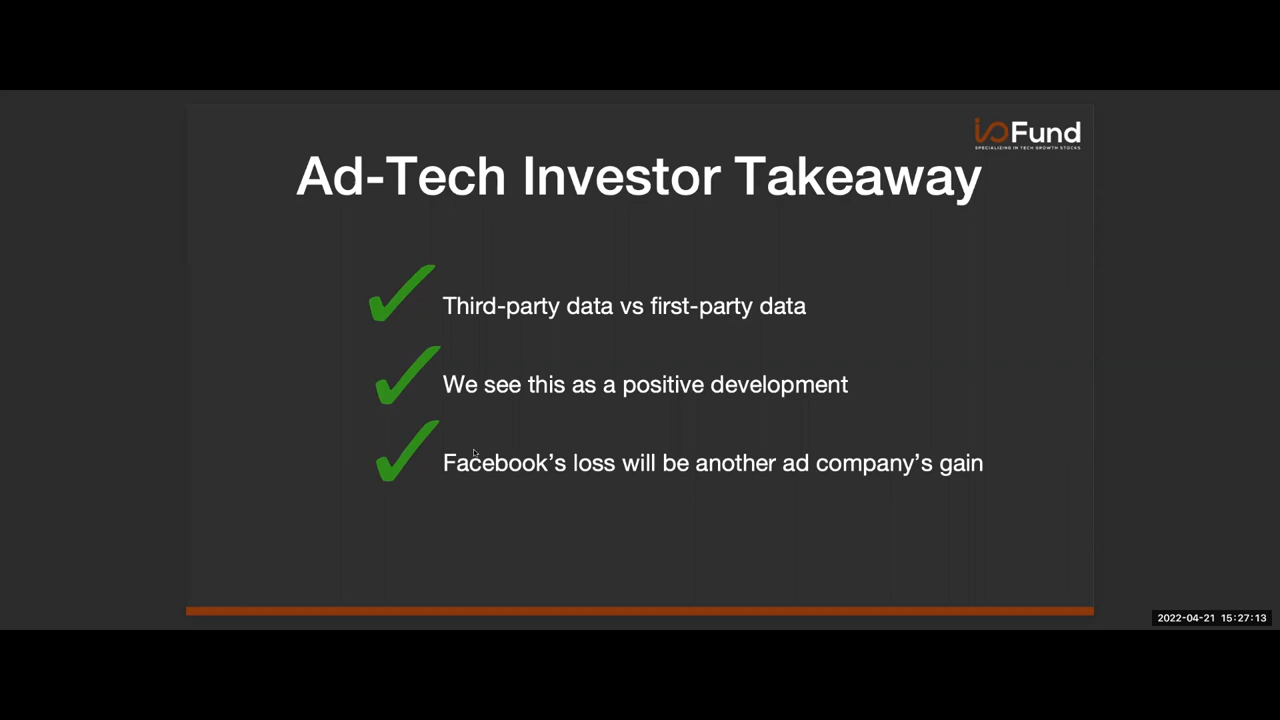 ioFund
SPECIALIZING IN TECH GROWTH STOCKS
Ad-Tech Investor Takeaway
Third-party data vs first-party data
We see this as a positive development
Facebook’s loss will be another ad company’s gain
2022-04-21 15:27:13